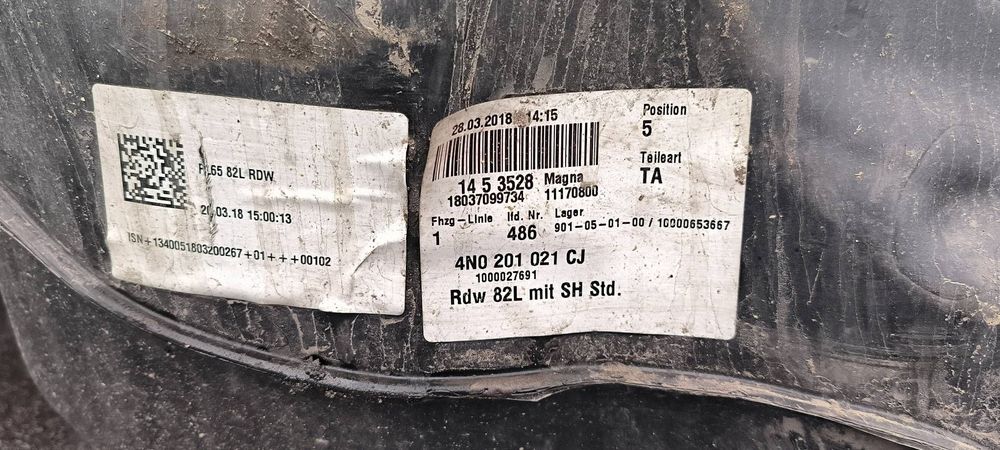 82L RDW
.03.18 15:00:13
ISN+1340051803200267+01+++00102
28.03.2018 14:15
14 5 3528 Magna
18037099734 11170800
Fhzg-Linie lfd. Nr. Lager
1 486 901-05-01-00 / 10000653667
4N0 201 021 CJ
1000027691
Rdw 82L mit SH Std.
Position
5
Teileart
TA